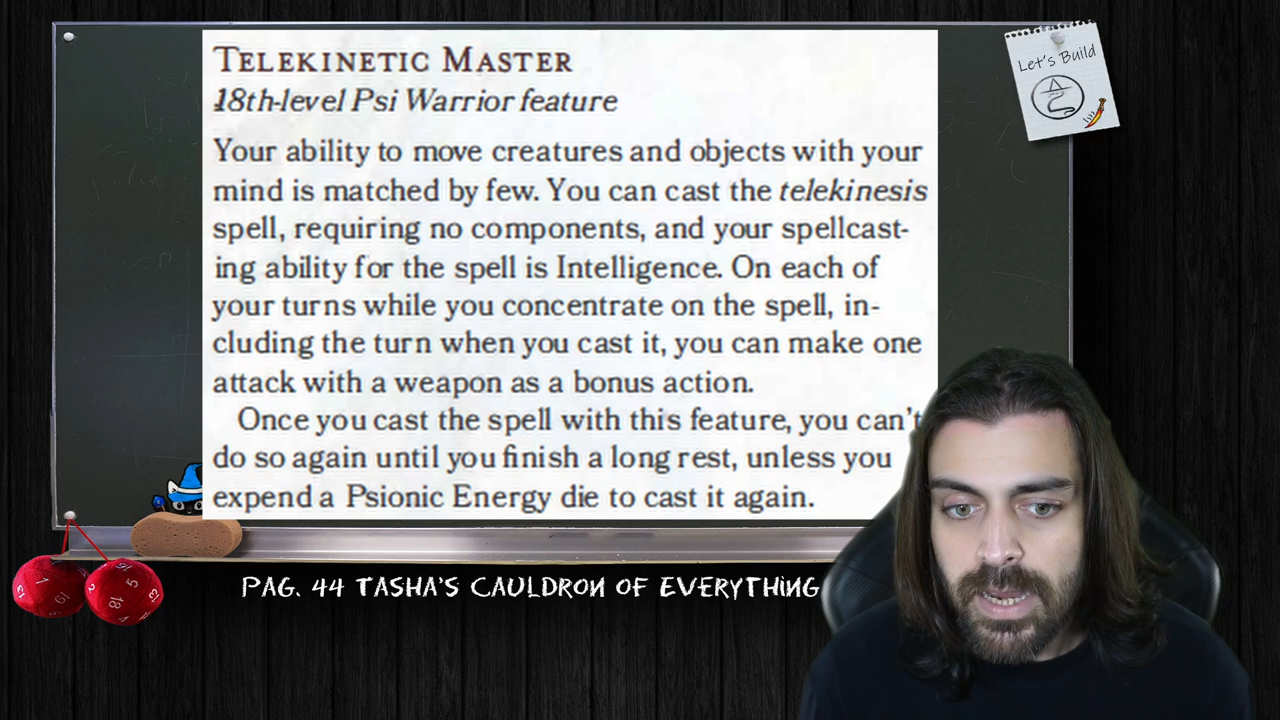 TELEKINETIC MASTER
18th-level Psi Warrior feature
Your ability to move creatures and objects with your
mind is matched by few. You can cast the telekinesis
spell, requiring no components, and your spellcast-
ing ability for the spell is Intelligence. On each of
your turns while you concentrate on the spell, in-
cluding the turn when you cast it, you can make one
attack with a weapon as a bonus action.
Once you cast the spell with this feature, you can't
do so again until you finish a long rest, unless you
expend a Psionic Energy die to cast it again.
Let's Build
PAG. 44 TASHA'S CAULDRON OF EVERYTHING